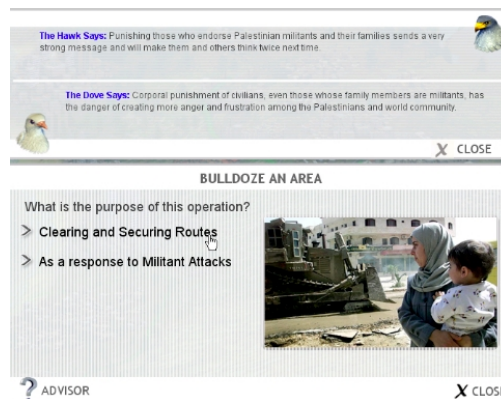 The Hawk Says: Punishing those who endorse Palestinian militants and their families sends a very
strong message and will make them and others think twice next time.
The Dove Says: Corporal punishment of civilians, even those whose family members are militants, has
the danger of creating more anger and frustration among the Palestinians and world community.
X CLOSE
BULLDOZE AN AREA
What is the purpose of this operation?
> Clearing and Securing Routes
> As a response to Militant Attacks
? ADVISOR
X CLOSE